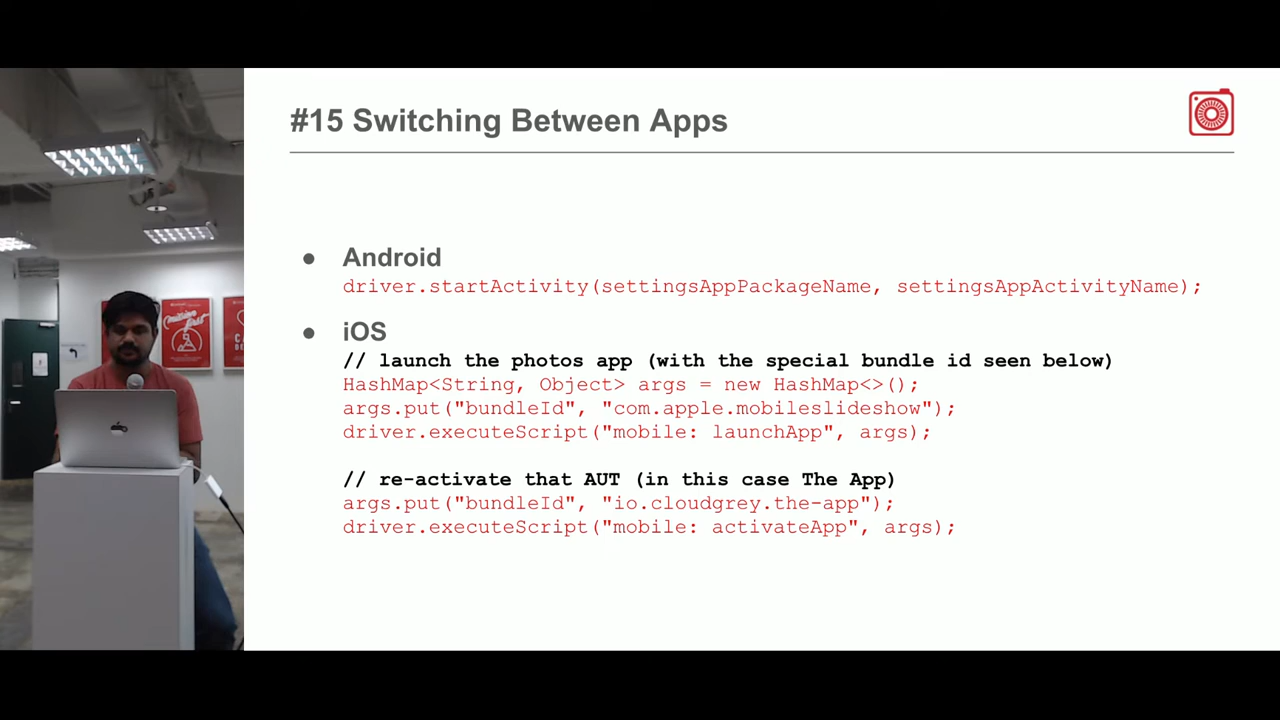 #15 Switching Between Apps
● Android
driver.startActivity(settingsAppPackageName, settingsAppActivityName);
● iOS
// launch the photos app (with the special bundle id seen below)
HashMap<String, Object> args = new HashMap<>();
args.put("bundleId", "com.apple.mobileslideshow");
driver.executeScript("mobile: launchApp", args);
// re-activate that AUT (in this case The App)
args.put("bundleId", "io.cloudgrey.the-app");
driver.executeScript("mobile: activateApp", args);
mission
first